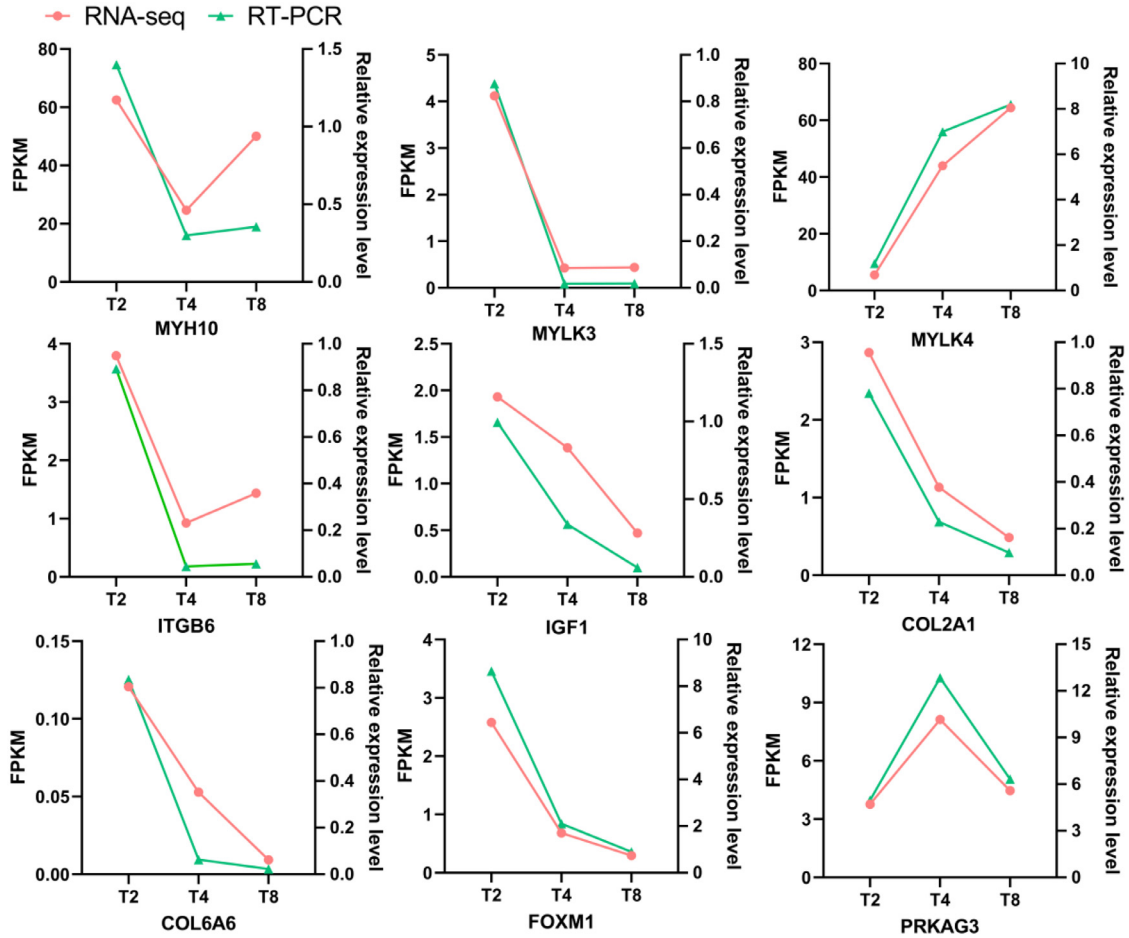 RNA-seq RT-PCR
80
60
40
20
0
FPKM
1.5
1.0
0.5
0.0
Relative expression level
T2 T4 T8
MYH10
5
4
3
2
1
0
FPKM
1.0
0.8
0.6
0.4
0.2
0.0
Relative expression level
T2 T4 T8
MYLK3
80
60
40
20
0
FPKM
10
8
6
4
2
0
Relative expression level
T2 T4 T8
MYLK4
4
3
2
1
0
FPKM
1.0
0.8
0.6
0.4
0.2
0.0
Relative expression level
T2 T4 T8
ITGB6
2.5
2.0
1.5
1.0
0.5
0.0
FPKM
1.5
1.0
0.5
0.0
Relative expression level
T2 T4 T8
IGF1
3
2
1
0
FPKM
1.0
0.8
0.6
0.4
0.2
0.0
Relative expression level
T2 T4 T8
COL2A1
0.15
0.10
0.05
0.00
FPKM
1.0
0.8
0.6
0.4
0.2
0.0
Relative expression level
T2 T4 T8
COL6A6
4
3
2
1
0
FPKM
10
8
6
4
2
0
Relative expression level
T2 T4 T8
FOXM1
12
9
6
3
0
FPKM
15
12
9
6
3
0
Relative expression level
T2 T4 T8
PRKAG3